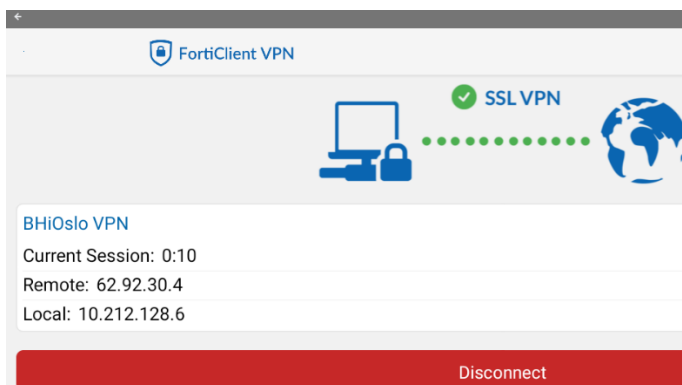 FortiClient VPN
SSL VPN
BHiOslo VPN
Current Session: 0:10
Remote: 62.92.30.4
Local: 10.212.128.6
Disconnect